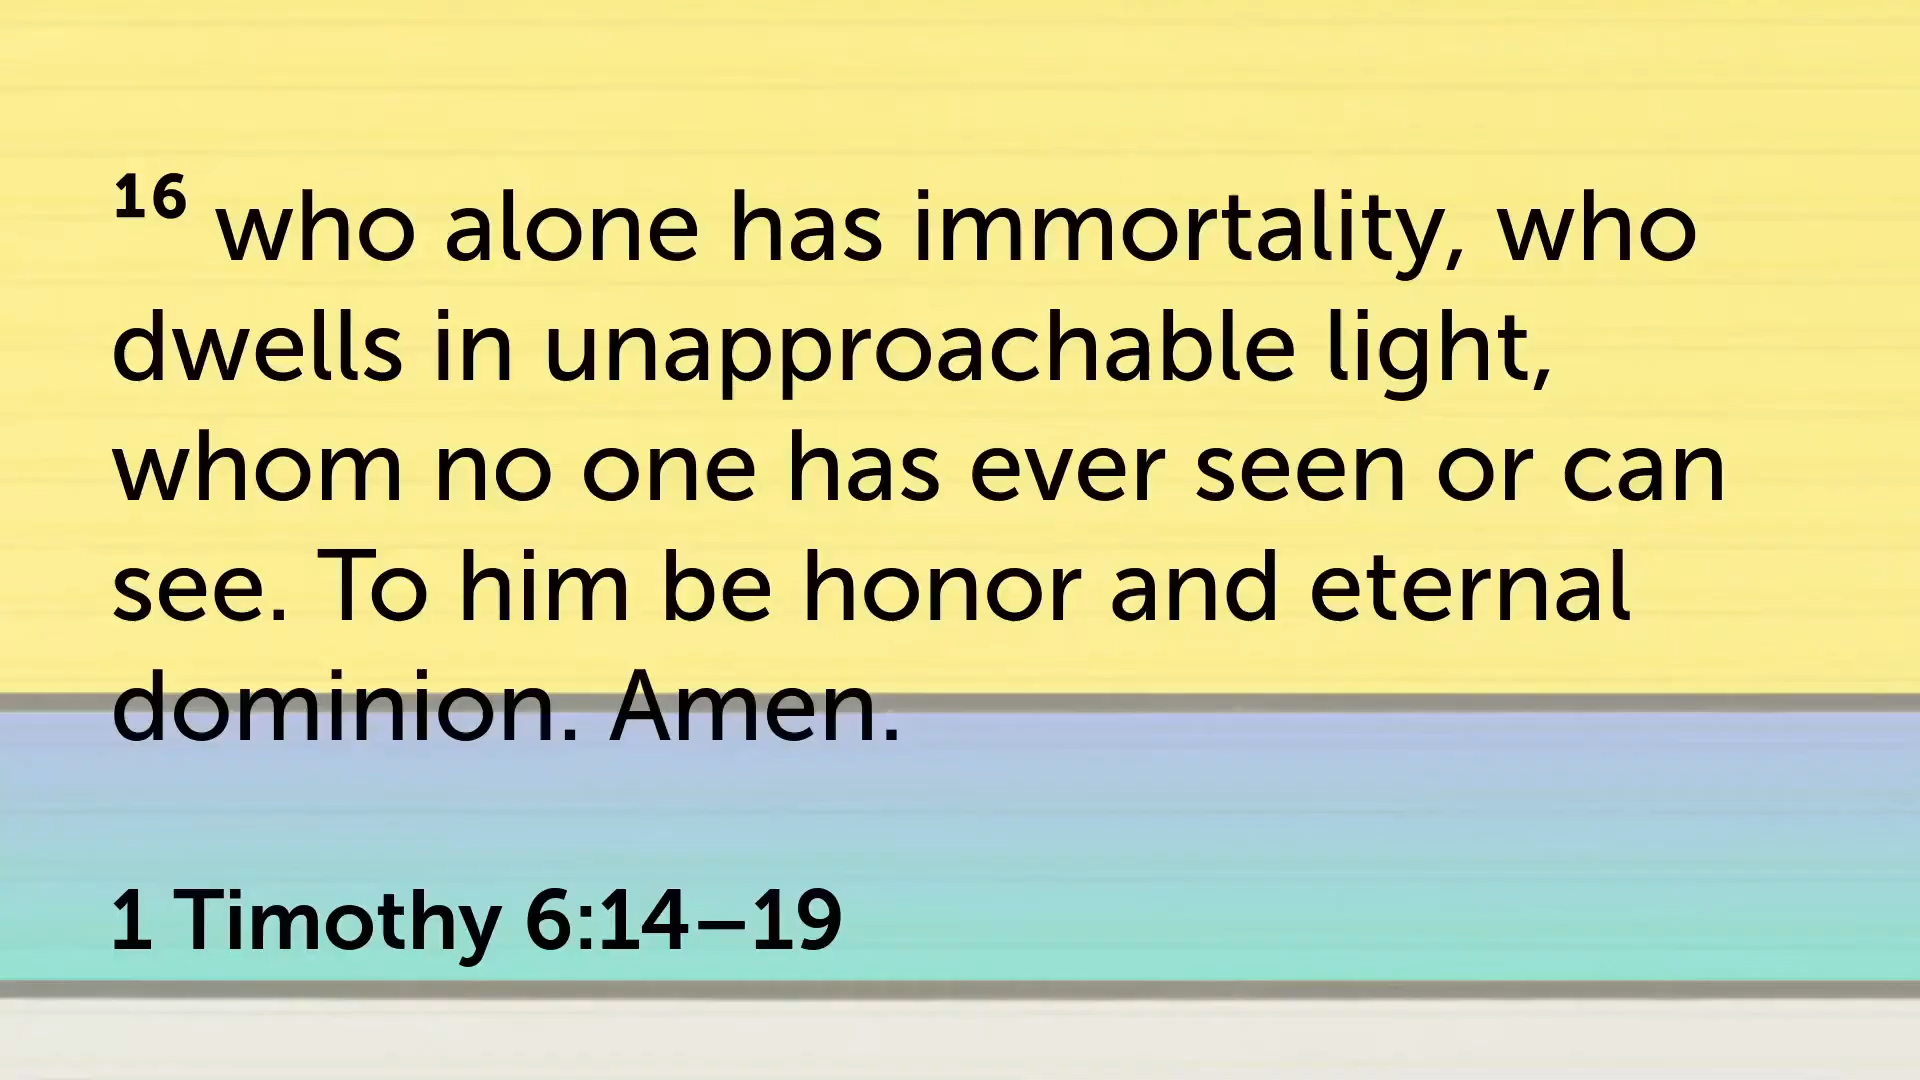 16 who alone has immortality, who
dwells in unapproachable light,
whom no one has ever seen or can
see. To him be honor and eternal
dominion. Amen.
1 Timothy 6:14–19